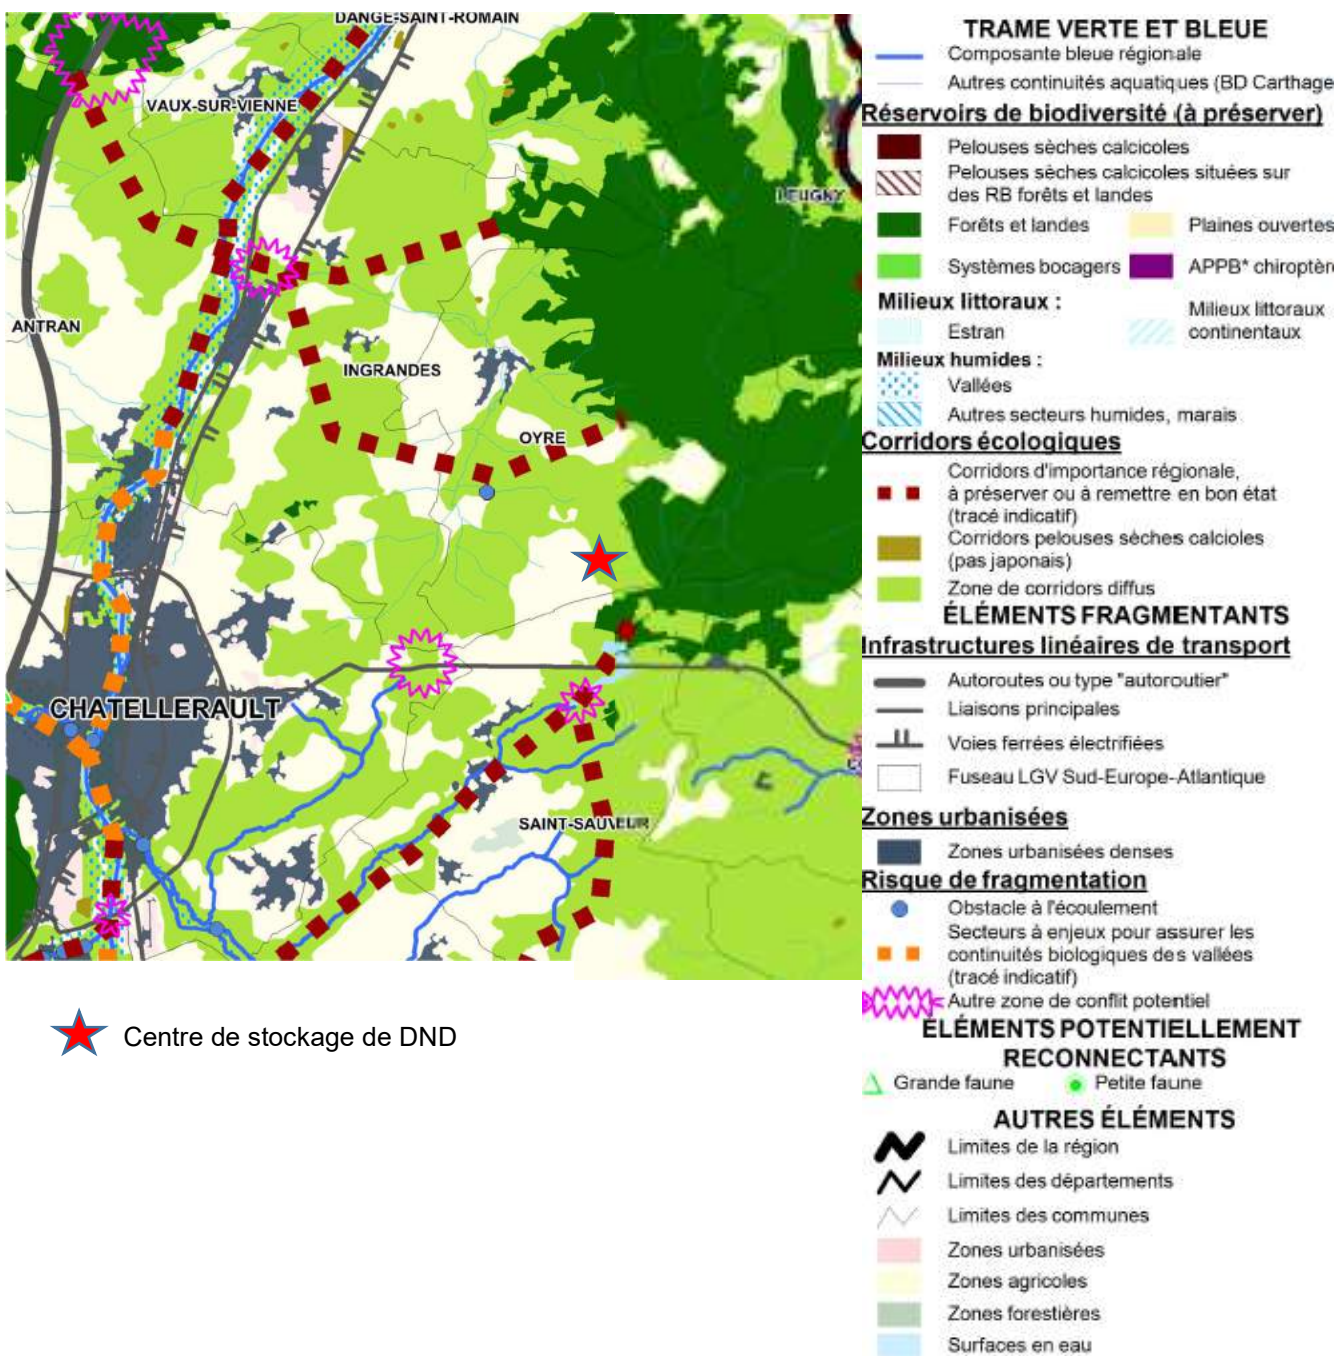 DANGE-SAINT-ROMAIN
VAUX-SUR-VIENNE
LEUGNY
ANTRAN
INGRANDES
OYRE
CHATELLERAULT
SAINT-SAUVEUR
Centre de stockage de DND
TRAME VERTE ET BLEUE
Composante bleue régionale
Autres continuités aquatiques (BD Carthage
Réservoirs de biodiversité (à préserver)
Pelouses sèches calcicoles
Pelouses sèches calcicoles situées sur
des RB forêts et landes
Forêts et landes
Plaines ouvertes
Systèmes bocagers
APPB* chiroptèr
Milieux littoraux :
Estran
Milieux littoraux
continentaux
Milieux humides :
Vallées
Autres secteurs humides, marais
Corridors écologiques
Corridors d'importance régionale,
à préserver ou à remettre en bon état
(tracé indicatif)
Corridors pelouses sèches calcioles
(pas japonais)
Zone de corridors diffus
ÉLÉMENTS FRAGMENTANTS
Infrastructures linéaires de transport
Autoroutes ou type "autoroutier"
Liaisons principales
Voies ferrées électrifiées
Fuseau LGV Sud-Europe-Atlantique
Zones urbanisées
Zones urbanisées denses
Risque de fragmentation
Obstacle à l'écoulement
Secteurs à enjeux pour assurer les
continuités biologiques des vallées
(tracé indicatif)
Autre zone de conflit potentiel
ÉLÉMENTS POTENTIELLEMENT
RECONNECTANTS
Grande faune
Petite faune
AUTRES ÉLÉMENTS
Limites de la région
Limites des départements
Limites des communes
Zones urbanisées
Zones agricoles
Zones forestières
Surfaces en eau